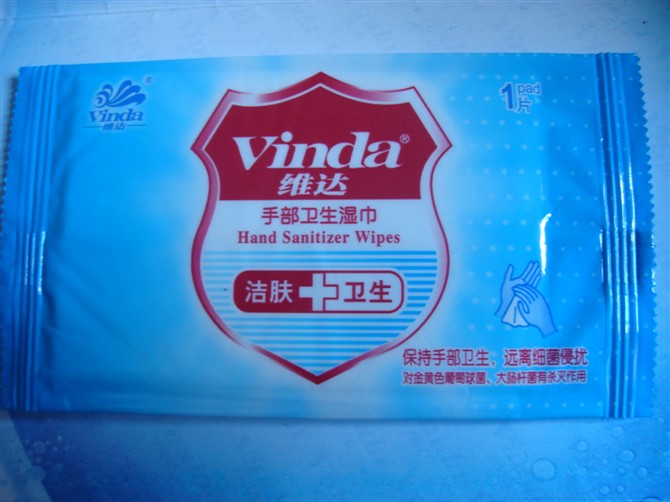 Vinda®
维达
1pad
片
Vinda®
维达
手部卫生湿巾
Hand Sanitizer Wipes
洁肤 卫生
保持手部卫生，远离细菌侵扰
对金黄色葡萄球菌、大肠杆菌有杀灭作用